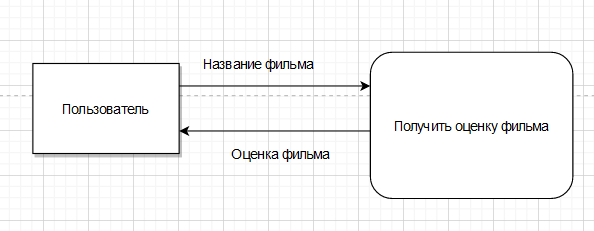 Название фильма
Пользователь
Получить оценку фильма
Оценка фильма